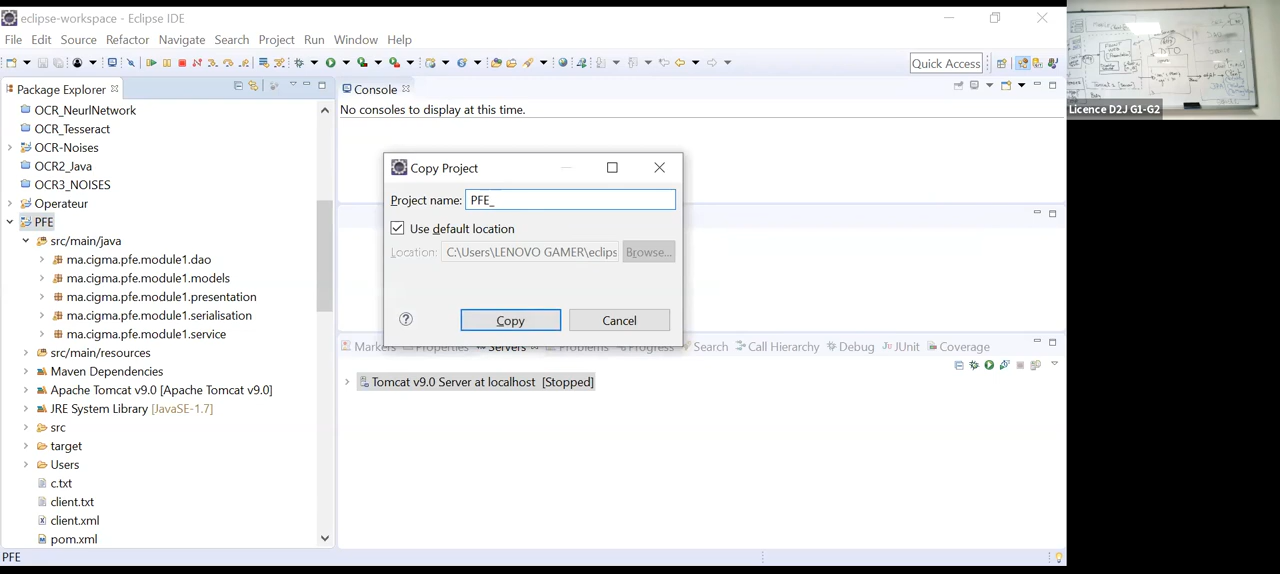 eclipse-workspace - Eclipse IDE
File Edit Source Refactor Navigate Search Project Run Window Help
Quick Access
Package Explorer
OCR_NeurlNetwork
OCR_Tesseract
OCR-Noises
OCR2_Java
OCR3_NOISES
Operateur
PFE
src/main/java
ma.cigma.pfe.module1.dao
ma.cigma.pfe.module1.models
ma.cigma.pfe.module1.presentation
ma.cigma.pfe.module1.serialisation
ma.cigma.pfe.module1.service
src/main/resources
Maven Dependencies
Apache Tomcat v9.0 [Apache Tomcat v9.0]
JRE System Library [JavaSE-1.7]
src
target
Users
c.txt
client.txt
client.xml
pom.xml
PFE
Console
No consoles to display at this time.
Copy Project
Project name: PFE_
Use default location
Location: C:\Users\LENOVO GAMER\eclips Browse...
Copy Cancel
Markers Properties Servers Problems Progress Search Call Hierarchy Debug JUnit Coverage
Tomcat v9.0 Server at localhost [Stopped]
Licence D2J G1-G2